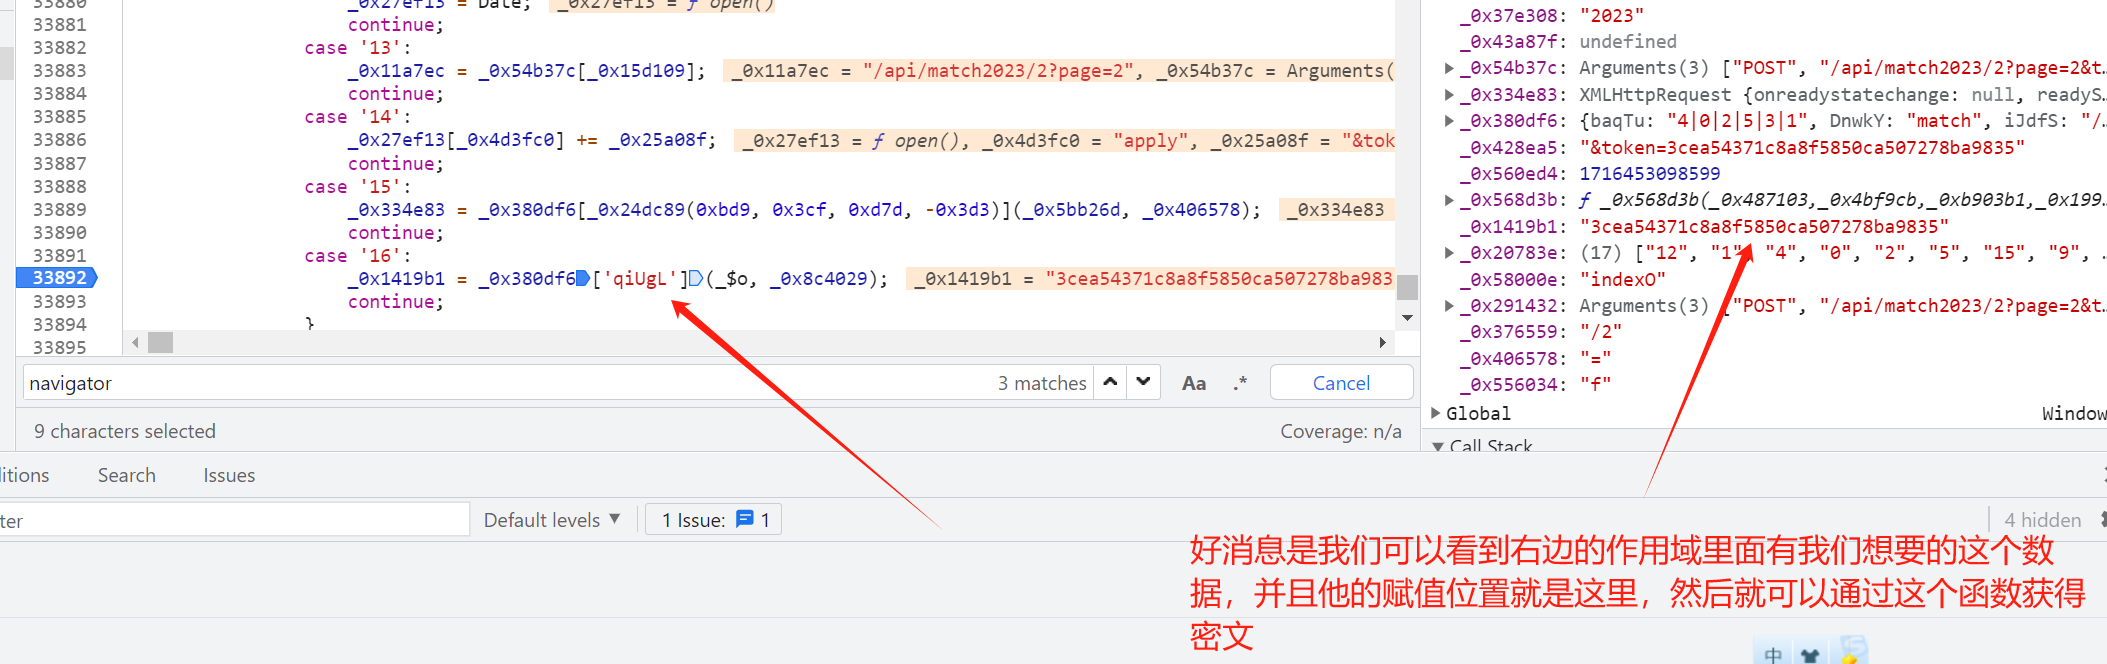 33880 _0x27ef13 = Date; _0x27ef13 = ƒ open()
33881 continue;
33882 case '13':
33883 _0x11a7ec = _0x54b37c[_0x15d109]; _0x11a7ec = "/api/match2023/2?page=2", _0x54b37c = Arguments(
33884 continue;
33885 case '14':
33886 _0x27ef13[_0x4d3fc0] += _0x25a08f; _0x27ef13 = ƒ open(), _0x4d3fc0 = "apply", _0x25a08f = "&tok
33887 continue;
33888 case '15':
33889 _0x334e83 = _0x380df6[_0x24dc89(0xbd9, 0x3cf, 0xd7d, -0x3d3)](_0x5bb26d, _0x406578); _0x334e83
33890 continue;
33891 case '16':
33892 _0x1419b1 = _0x380df6['qiUgL'](_$o, _0x8c4029); _0x1419b1 = "3cea54371c8a8f5850ca507278ba983
33893 continue;
33894 }
33895
navigator 3 matches Aa .* Cancel
9 characters selected Coverage: n/a
_0x37e308: "2023"
_0x43a87f: undefined
_0x54b37c: Arguments(3) ["POST", "/api/match2023/2?page=2&t…
_0x334e83: XMLHttpRequest {onreadystatechange: null, readyS…
_0x380df6: {baqTu: "4|0|2|5|3|1", DnwkY: "match", iJdfS: "/…
_0x428ea5: "&token=3cea54371c8a8f5850ca507278ba9835"
_0x560ed4: 1716453098599
_0x568d3b: ƒ _0x568d3b(_0x487103,_0x4bf9cb,_0xb903b1,_0x199…
_0x1419b1: "3cea54371c8a8f5850ca507278ba9835"
_0x20783e: (17) ["12", "1", "4", "0", "2", "5", "15", "9", …
_0x58000e: "indexO"
_0x291432: Arguments(3) ["POST", "/api/match2023/2?page=2&t…
_0x376559: "/2"
_0x406578: "="
_0x556034: "f"
Global Window
Call Stack
ditions Search Issues
ter Default levels 1 Issue: 1 4 hidden
好消息是我们可以看到右边的作用域里面有我们想要的这个数
据，并且他的赋值位置就是这里，然后就可以通过这个函数获得
密文
中